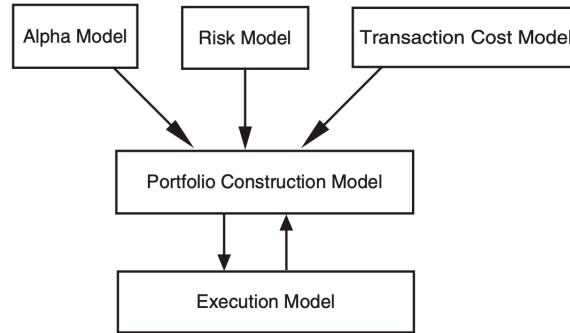 Alpha Model
Risk Model
Transaction Cost Model
Portfolio Construction Model
Execution Model